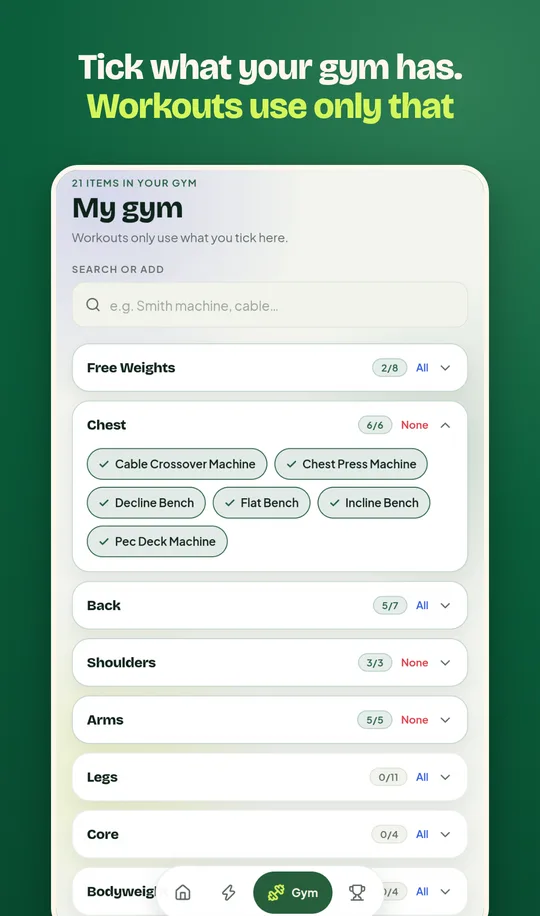 Tick what your gym has.
Workouts use only that
21 ITEMS IN YOUR GYM
My gym
Workouts only use what you tick here.
SEARCH OR ADD
e.g. Smith machine, cable...
Free Weights 2/8 All
Chest 6/6 None
Cable Crossover Machine Chest Press Machine
Decline Bench Flat Bench Incline Bench
Pec Deck Machine
Back 5/7 All
Shoulders 3/3 None
Arms 5/5 None
Legs 0/11 All
Core 0/4 All
All
Gym